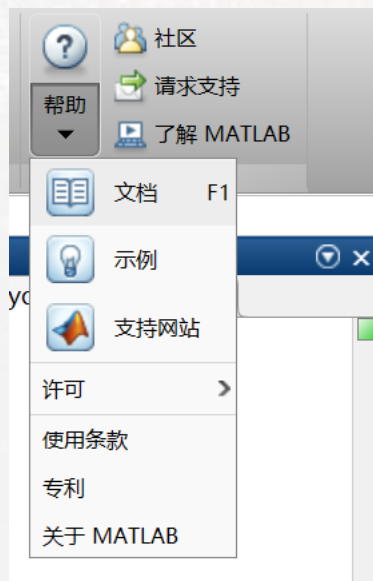 社区
请求支持
帮助
了解 MATLAB
文档 F1
示例
支持网站
许可
使用条款
专利
关于 MATLAB